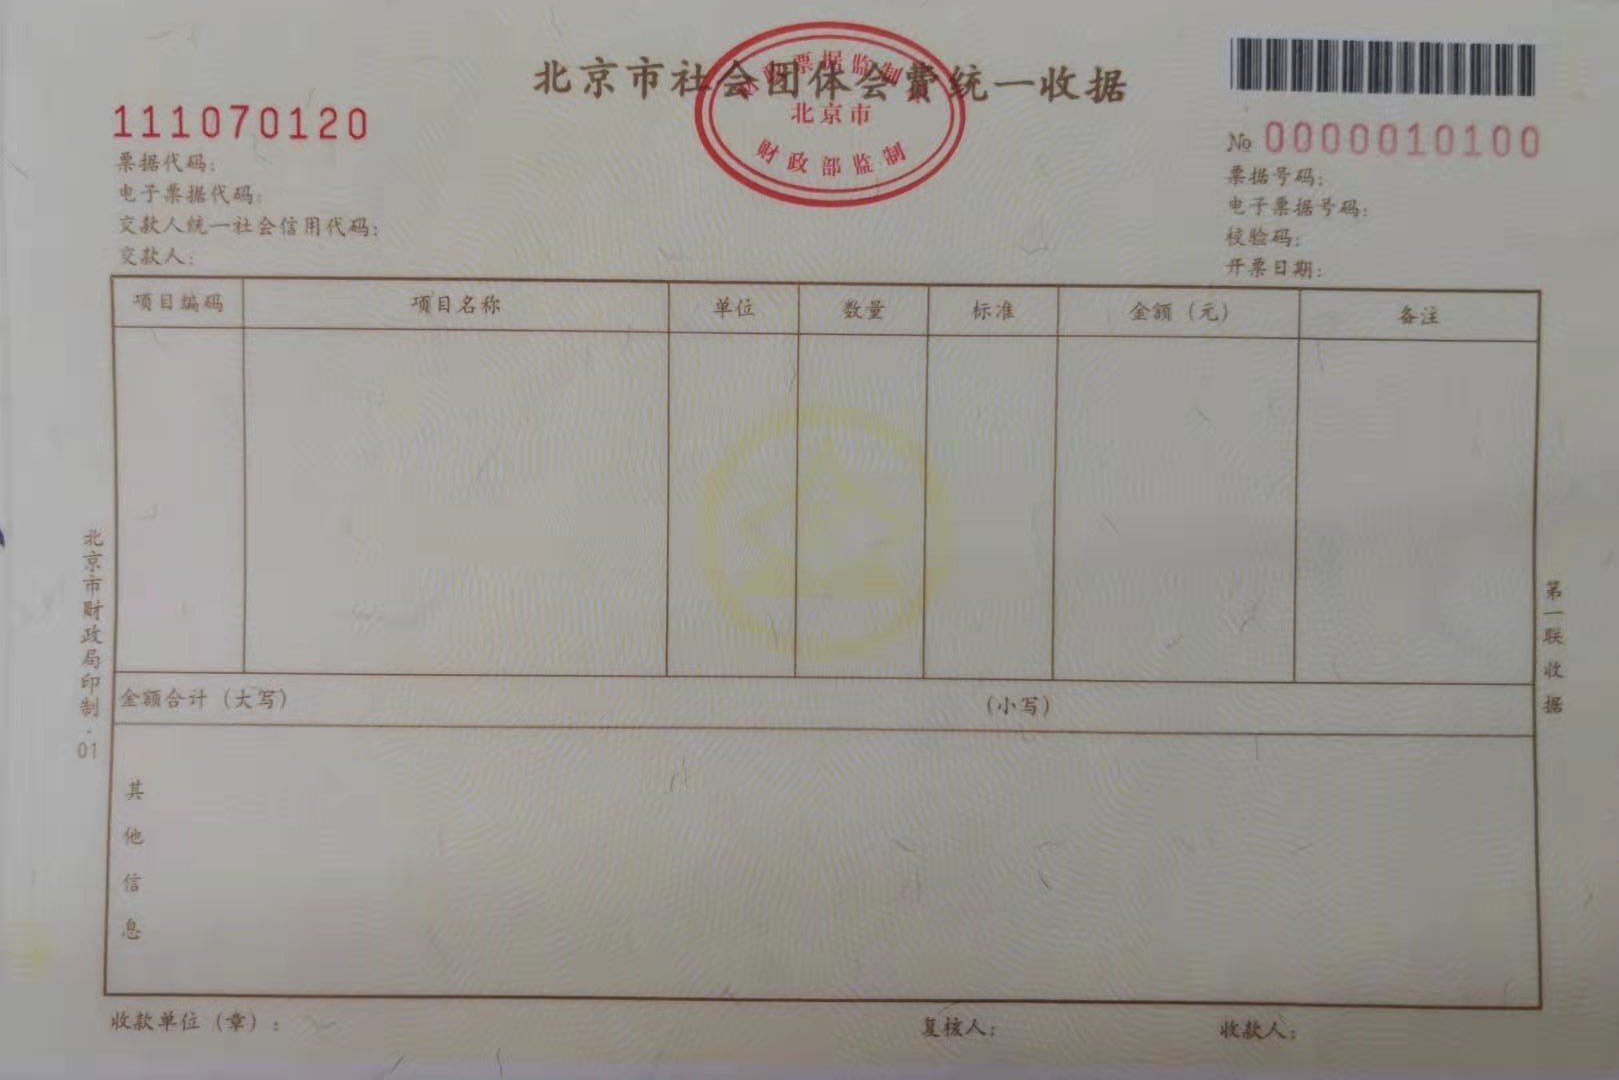 北京市社会团体会费统一收据
财政票据监制章
北京市
财政部监制
111070120
票据代码:
电子票据代码:
交款人统一社会信用代码:
交款人:
№ 0000010100
票据号码:
电子票据号码:
校验码:
开票日期:
项目编码 项目名称 单位 数量 标准 金额（元） 备注
金额合计（大写） （小写）
其他信息
收款单位（章）: 复核人: 收款人:
北京市财政局印制·01
第一联 收据